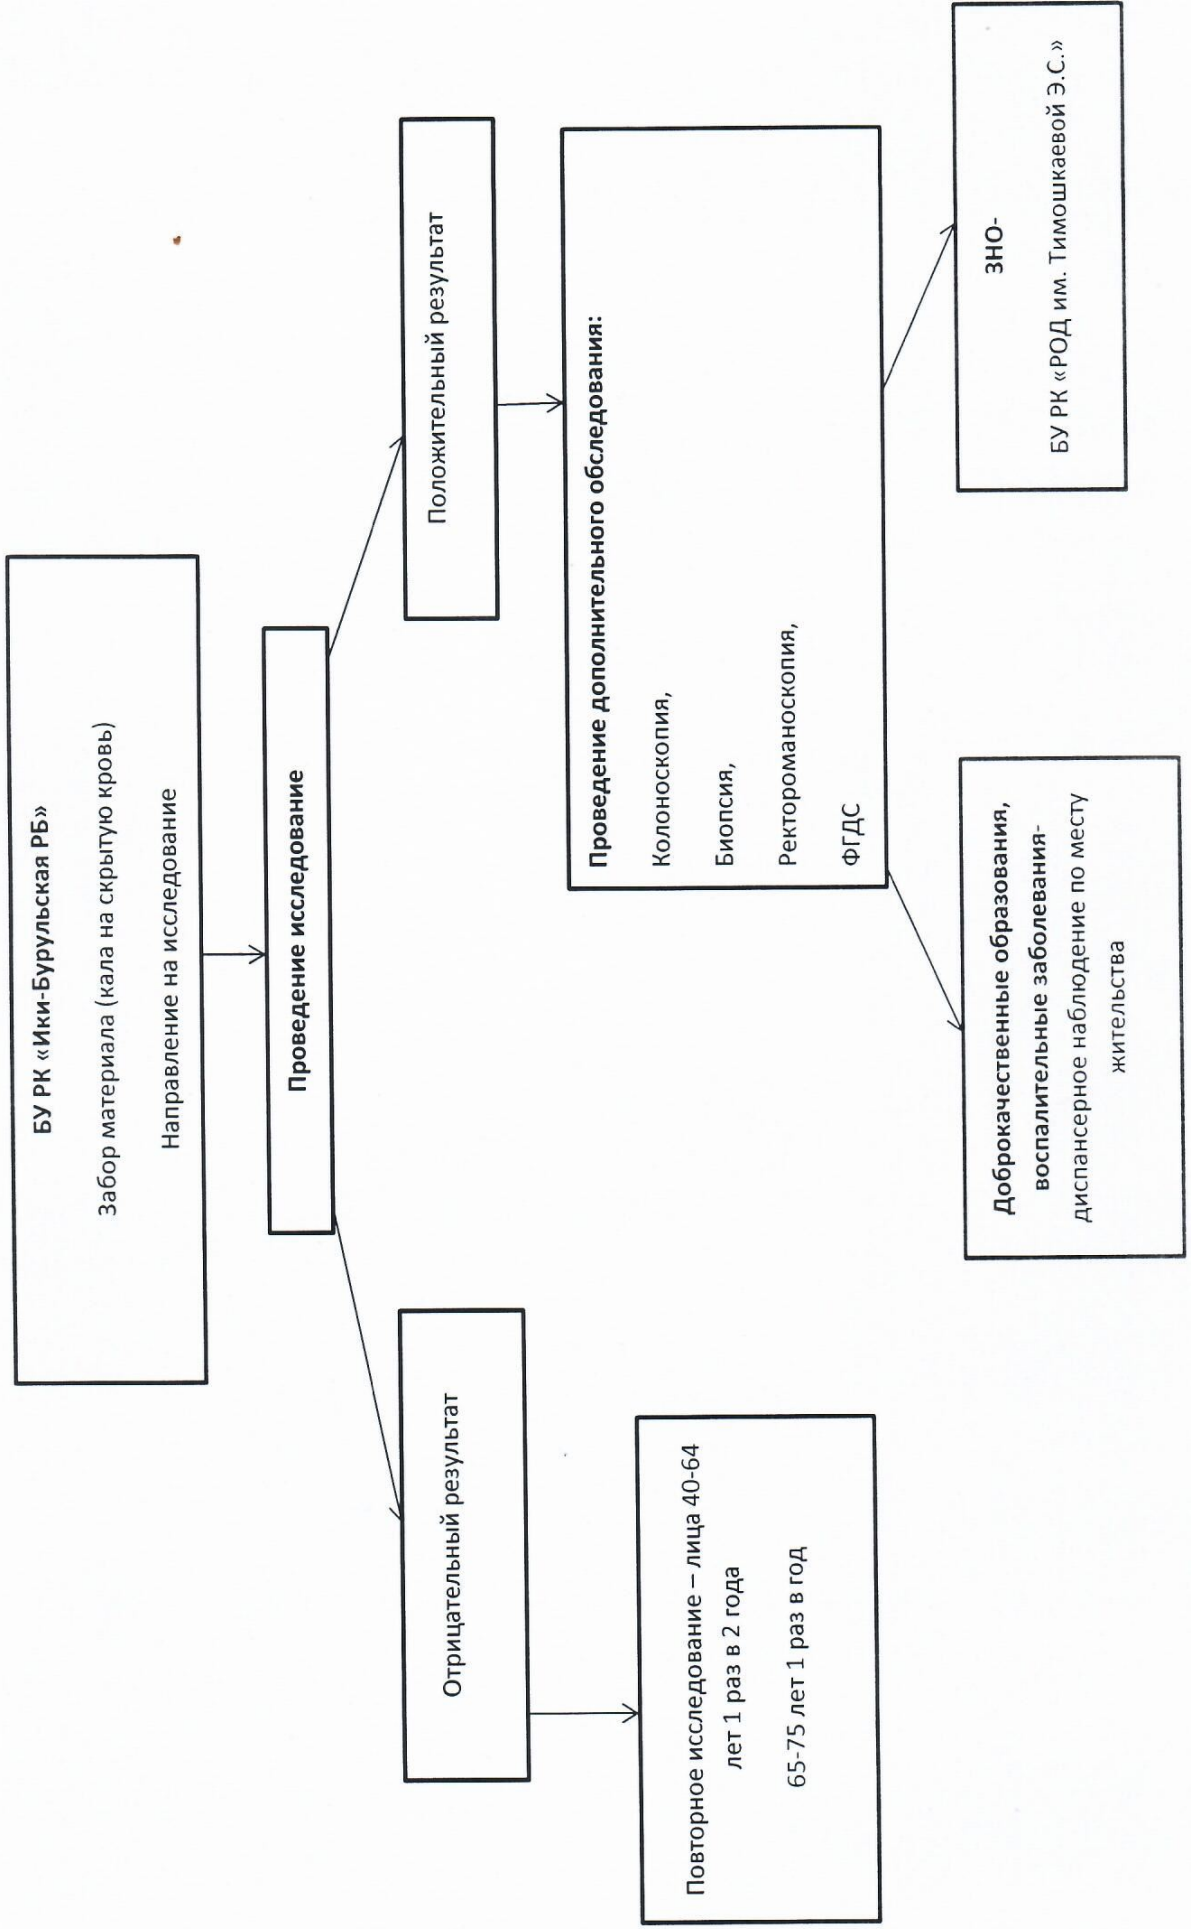 БУ РК «Ики-Бурульская РБ»
Забор материала (кала на скрытую кровь)
Направление на исследование
Проведение исследование
Отрицательный результат
Положительный результат
Повторное исследование – лица 40-64
лет 1 раз в 2 года
65-75 лет 1 раз в год
Проведение дополнительного обследования:
Колоноскопия,
Биопсия,
Ректороманоскопия,
ФГДС
Доброкачественные образования,
воспалительные заболевания-
диспансерное наблюдение по месту
жительства
ЗНО-
БУ РК «РОД им. Тимошкаевой Э.С.»